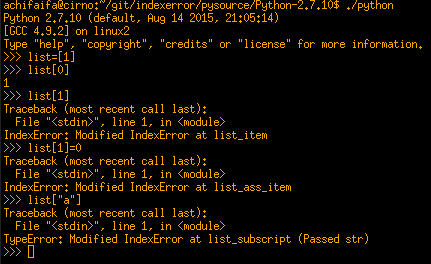 achifaifa@cirno:~/git/indexerror/pysource/Python-2.7.10$ ./python
Python 2.7.10 (default, Aug 14 2015, 21:05:14)
[GCC 4.9.2] on linux2
Type "help", "copyright", "credits" or "license" for more information.
>>> list=[1]
>>> list[0]
1
>>> list[1]
Traceback (most recent call last):
  File "<stdin>", line 1, in <module>
IndexError: Modified IndexError at list_item
>>> list[1]=0
Traceback (most recent call last):
  File "<stdin>", line 1, in <module>
IndexError: Modified IndexError at list_ass_item
>>> list["a"]
Traceback (most recent call last):
  File "<stdin>", line 1, in <module>
TypeError: Modified IndexError at list_subscript (Passed str)
>>>